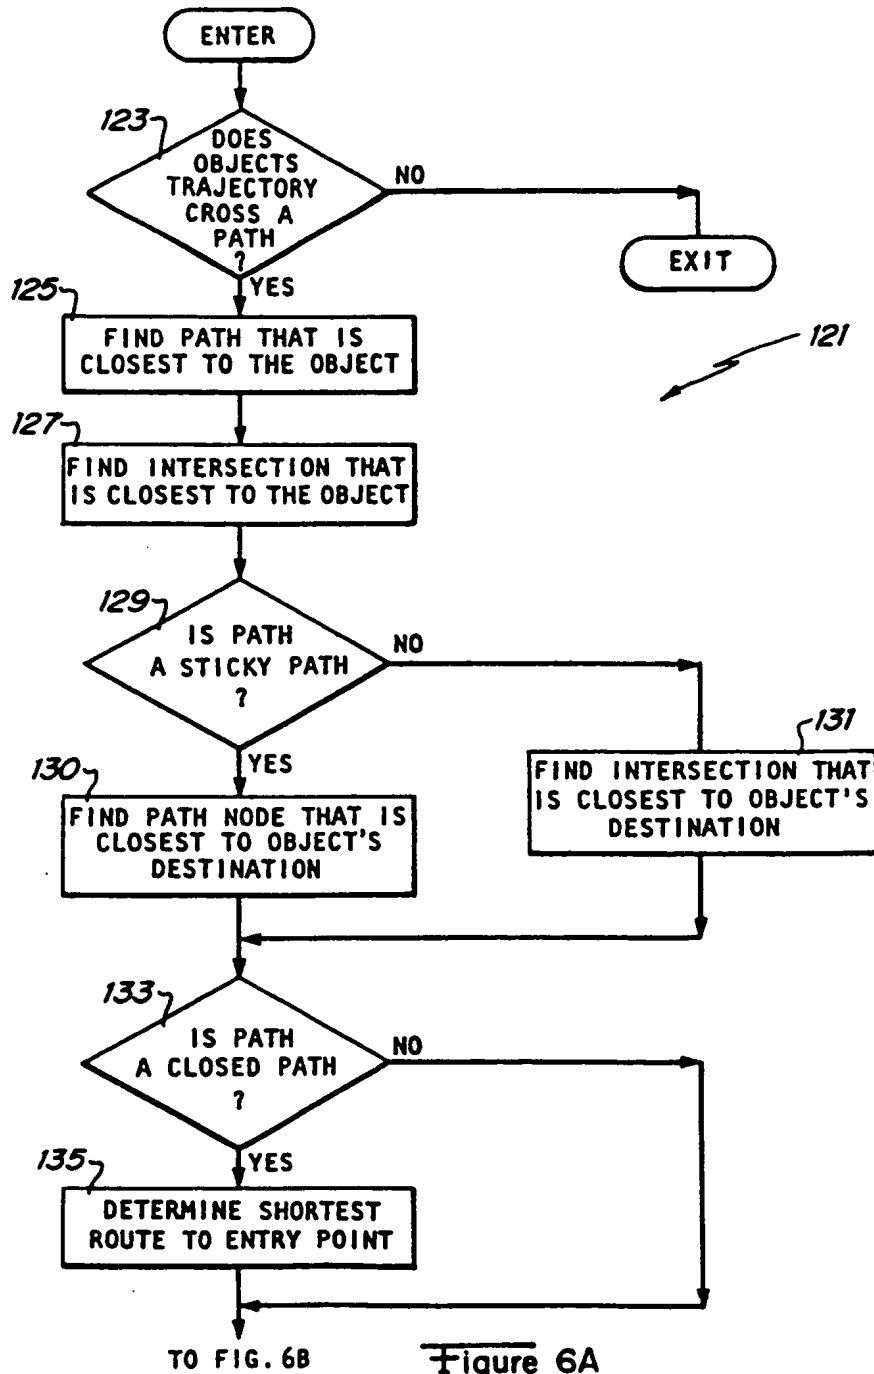 ENTER
123
DOES
OBJECTS
TRAJECTORY
CROSS A
PATH
?
NO
EXIT
YES
125
FIND PATH THAT IS
CLOSEST TO THE OBJECT
121
127
FIND INTERSECTION THAT
IS CLOSEST TO THE OBJECT
129
IS PATH
A STICKY PATH
?
NO
YES
130
FIND PATH NODE THAT IS
CLOSEST TO OBJECT'S
DESTINATION
131
FIND INTERSECTION THAT
IS CLOSEST TO OBJECT'S
DESTINATION
133
IS PATH
A CLOSED PATH
?
NO
YES
135
DETERMINE SHORTEST
ROUTE TO ENTRY POINT
TO FIG. 6B
Figure 6A